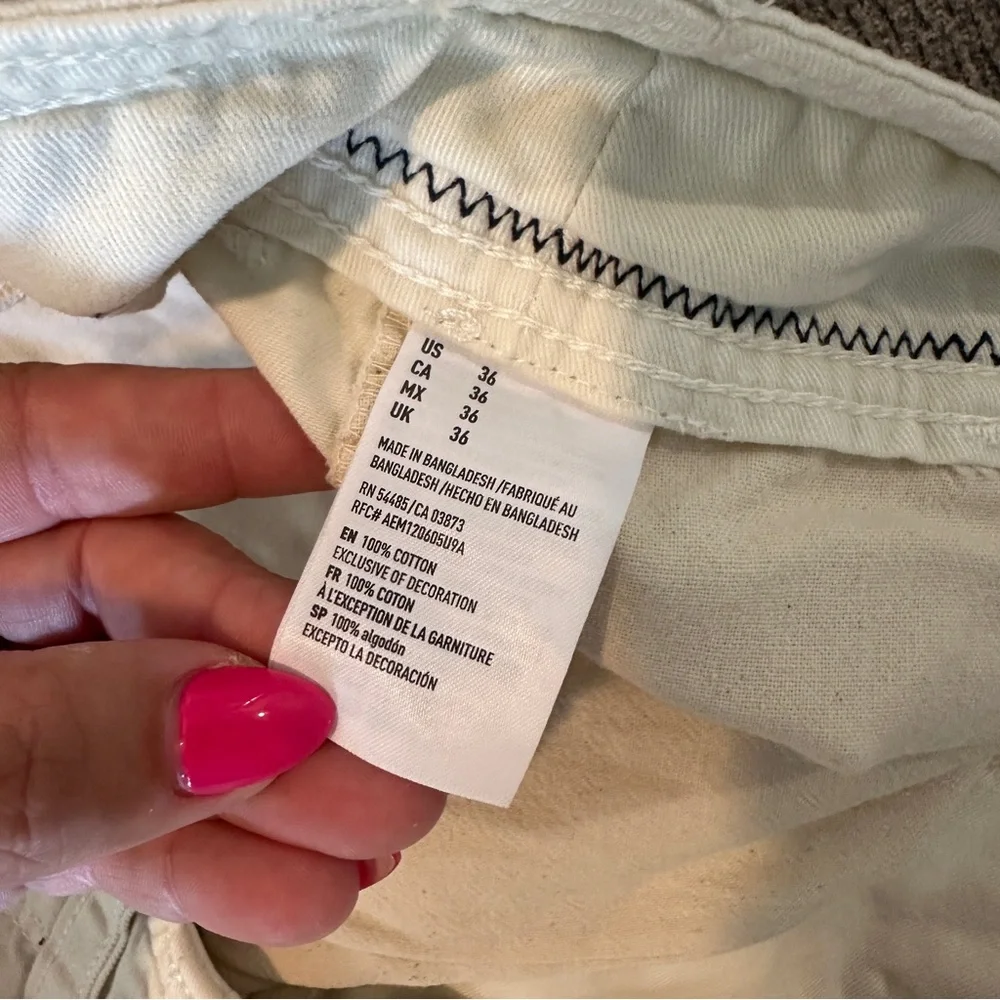 US 36
CA 36
MX 36
UK 36
MADE IN BANGLADESH /FABRIQUÉ AU
BANGLADESH /HECHO EN BANGLADESH
RN 54485/CA 03873
RFC# AEM120605U9A
EN 100% COTTON
EXCLUSIVE OF DECORATION
FR 100% COTON
À L'EXCEPTION DE LA GARNITURE
SP 100% algodón
EXCEPTO LA DECORACIÓN